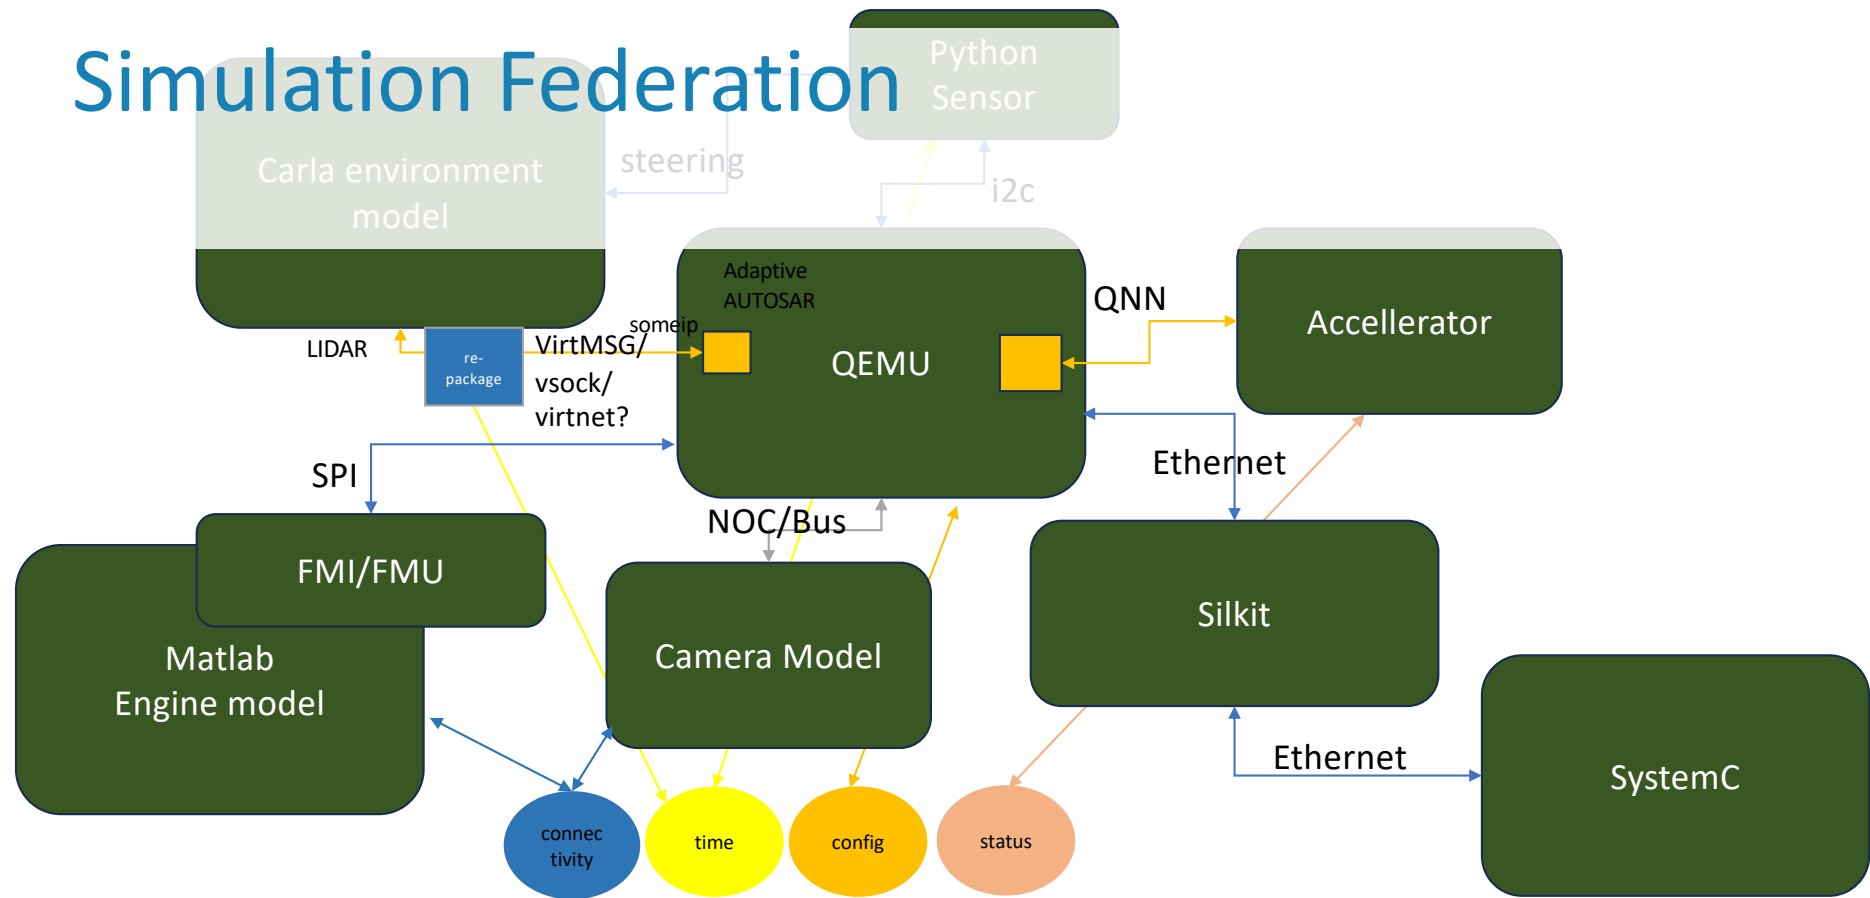 Simulation Federation
Python
Sensor
Carla environment
model
steering
i2c
Adaptive
AUTOSAR
QNN
Accellerator
LIDAR
re-
package
someip
VirtMSG/
vsock/
virtnet?
QEMU
SPI
Ethernet
NOC/Bus
FMI/FMU
Matlab
Engine model
Camera Model
Silkit
Ethernet
SystemC
connec
tivity
time
config
status